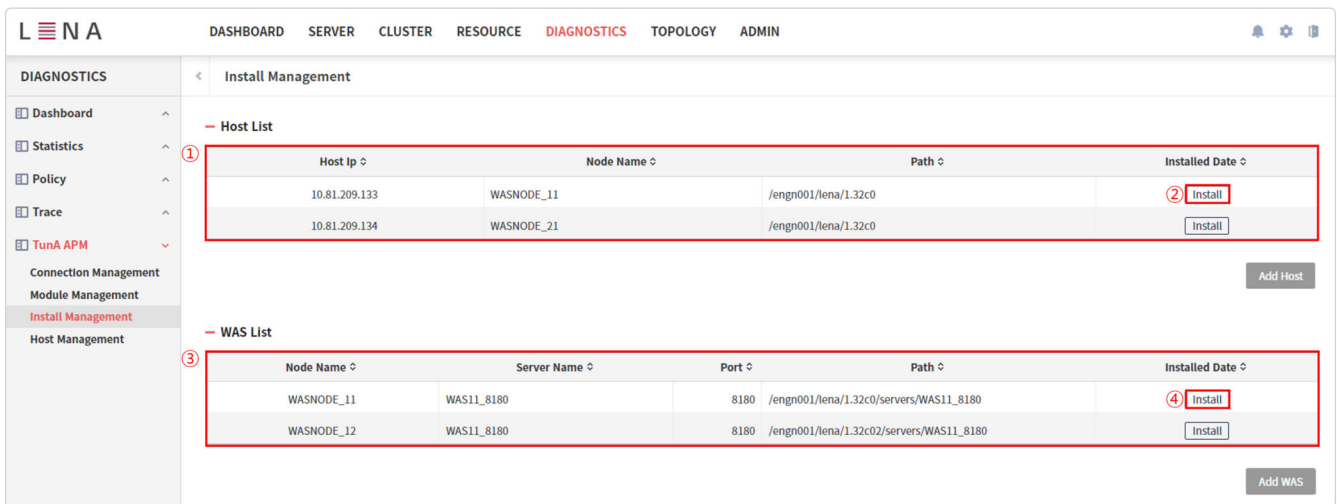 LENA DASHBOARD SERVER CLUSTER RESOURCE DIAGNOSTICS TOPOLOGY ADMIN
DIAGNOSTICS
Install Management
Dashboard
Statistics
Policy
Trace
TunA APM
Connection Management
Module Management
Install Management
Host Management
Host List
①
Host Ip Node Name Path Installed Date
10.81.209.133 WASNODE_11 /engn001/lena/1.32c0 ② Install
10.81.209.134 WASNODE_21 /engn001/lena/1.32c0 Install
Add Host
WAS List
③
Node Name Server Name Port Path Installed Date
WASNODE_11 WAS11_8180 8180 /engn001/lena/1.32c0/servers/WAS11_8180 ④ Install
WASNODE_12 WAS11_8180 8180 /engn001/lena/1.32c02/servers/WAS11_8180 Install
Add WAS